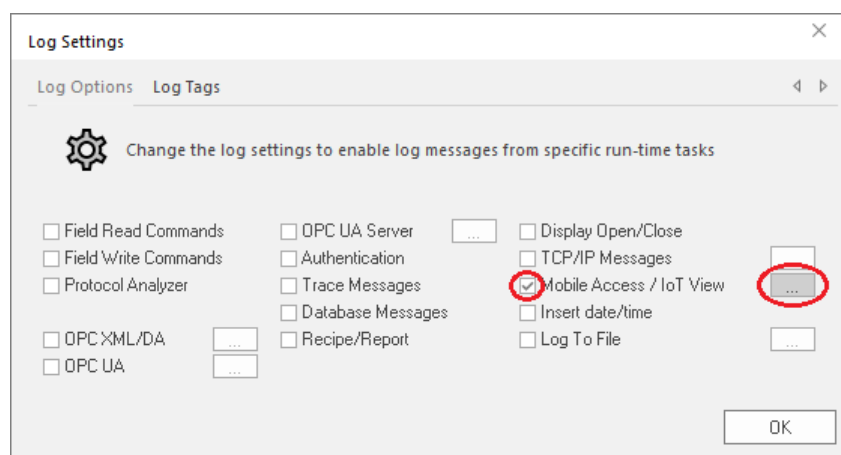 Log Settings
Log Options Log Tags
Change the log settings to enable log messages from specific run-time tasks
Field Read Commands
Field Write Commands
Protocol Analyzer
OPC XML/DA ...
OPC UA ...
OPC UA Server ...
Authentication
Trace Messages
Database Messages
Recipe/Report
Display Open/Close
TCP/IP Messages
Mobile Access / IoT View ...
Insert date/time
Log To File ...
OK